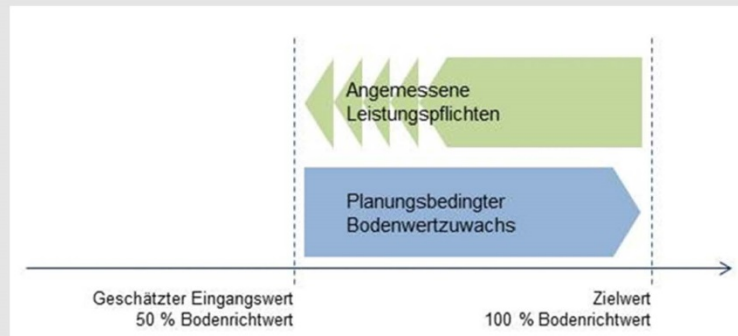 Angemessene
Leistungspflichten
Planungsbedingter
Bodenwertzuwachs
Geschätzter Eingangswert
50 % Bodenrichtwert
Zielwert
100 % Bodenrichtwert